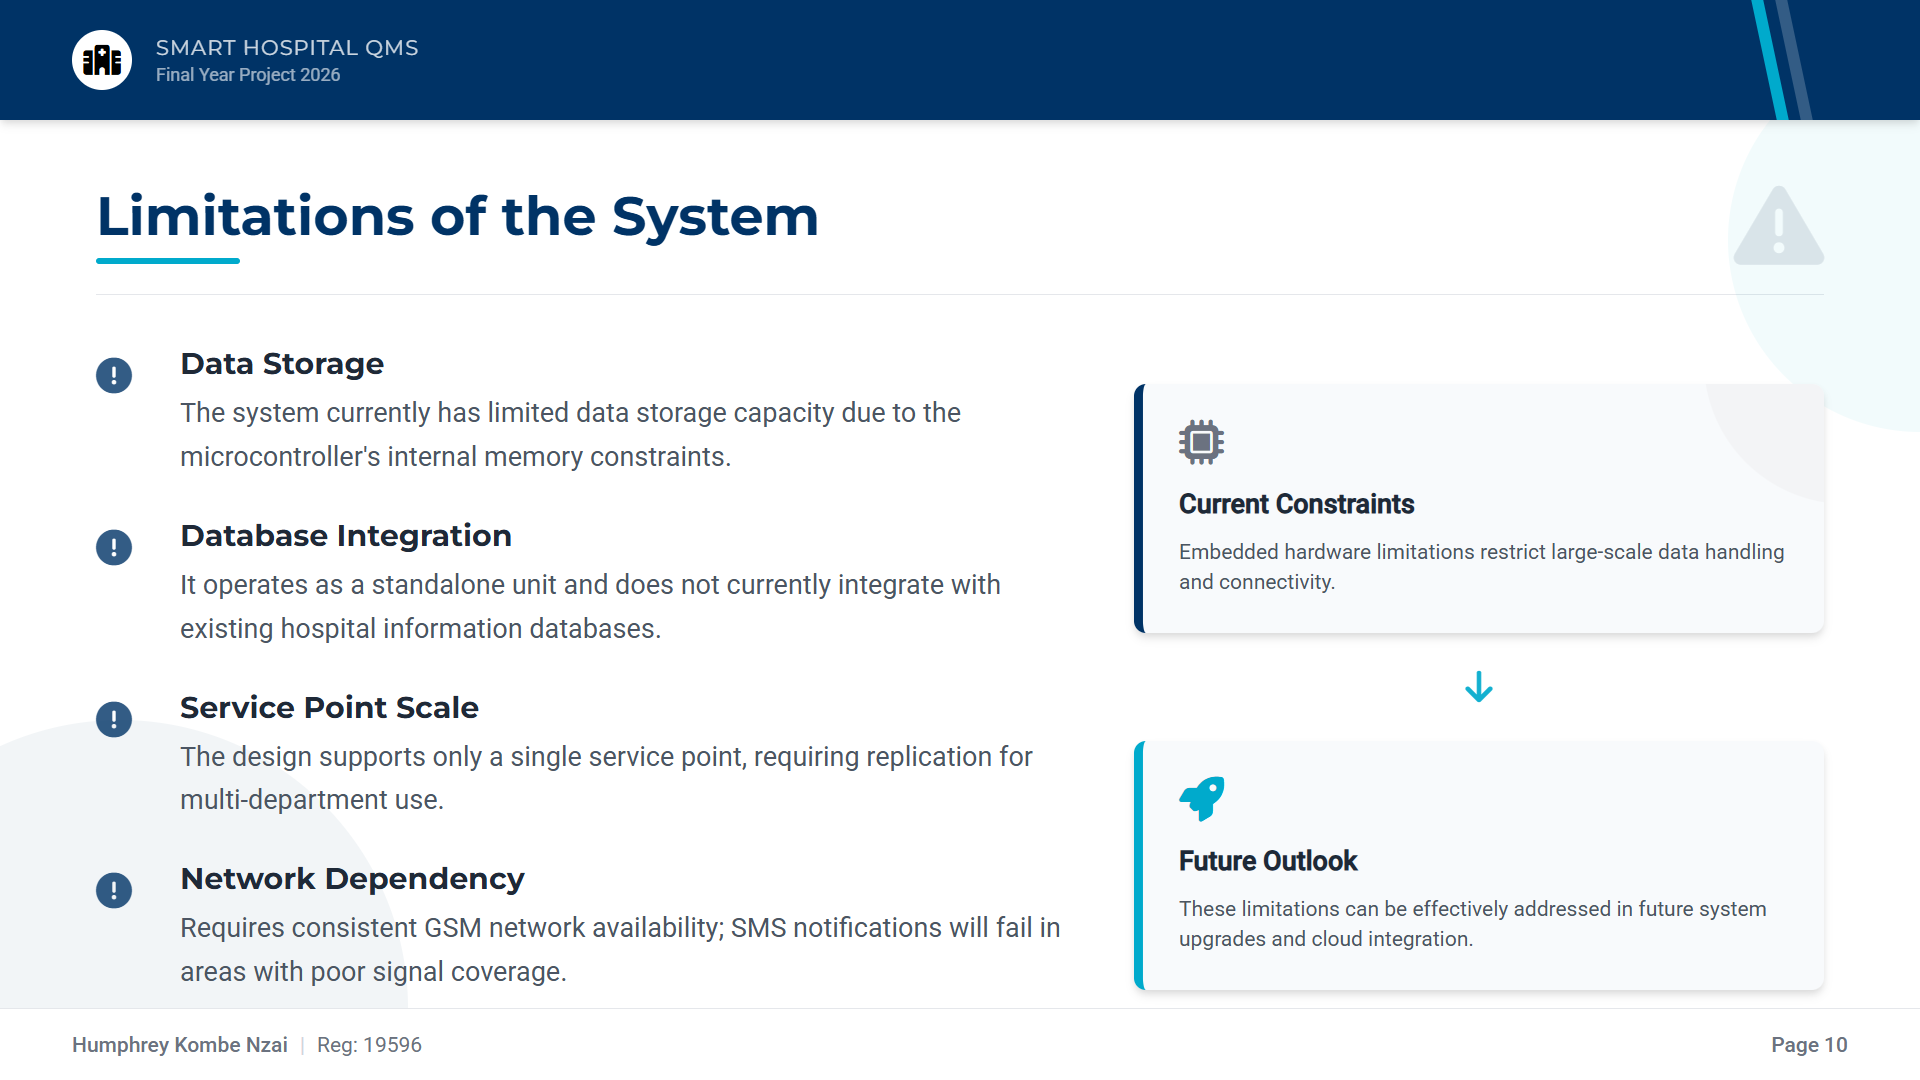 SMART HOSPITAL QMS
Final Year Project 2026
Limitations of the System
Data Storage
The system currently has limited data storage capacity due to the
microcontroller's internal memory constraints.
Database Integration
It operates as a standalone unit and does not currently integrate with
existing hospital information databases.
Service Point Scale
The design supports only a single service point, requiring replication for
multi-department use.
Network Dependency
Requires consistent GSM network availability; SMS notifications will fail in
areas with poor signal coverage.
Current Constraints
Embedded hardware limitations restrict large-scale data handling
and connectivity.
Future Outlook
These limitations can be effectively addressed in future system
upgrades and cloud integration.
Humphrey Kombe Nzai | Reg: 19596
Page 10